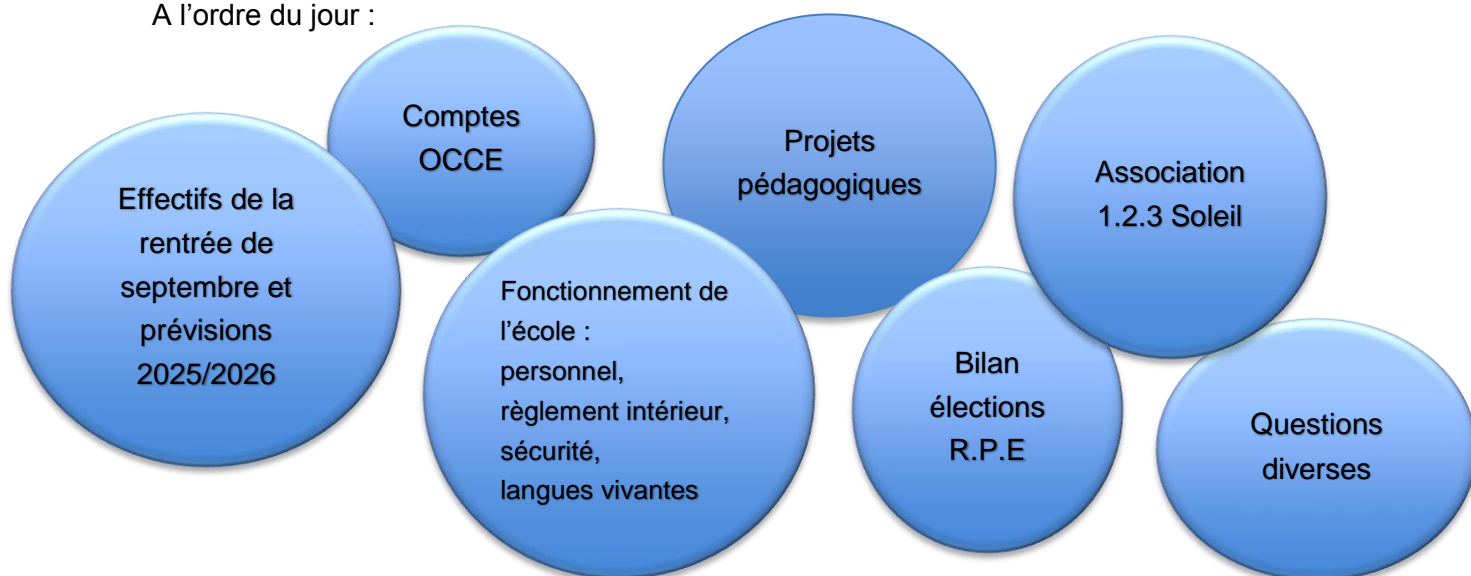 A l’ordre du jour :
Effectifs de la
rentrée de
septembre et
prévisions
2025/2026
Comptes
OCCE
Fonctionnement de
l’école :
personnel,
règlement intérieur,
sécurité,
langues vivantes
Projets
pédagogiques
Bilan
élections
R.P.E
Association
1.2.3 Soleil
Questions
diverses